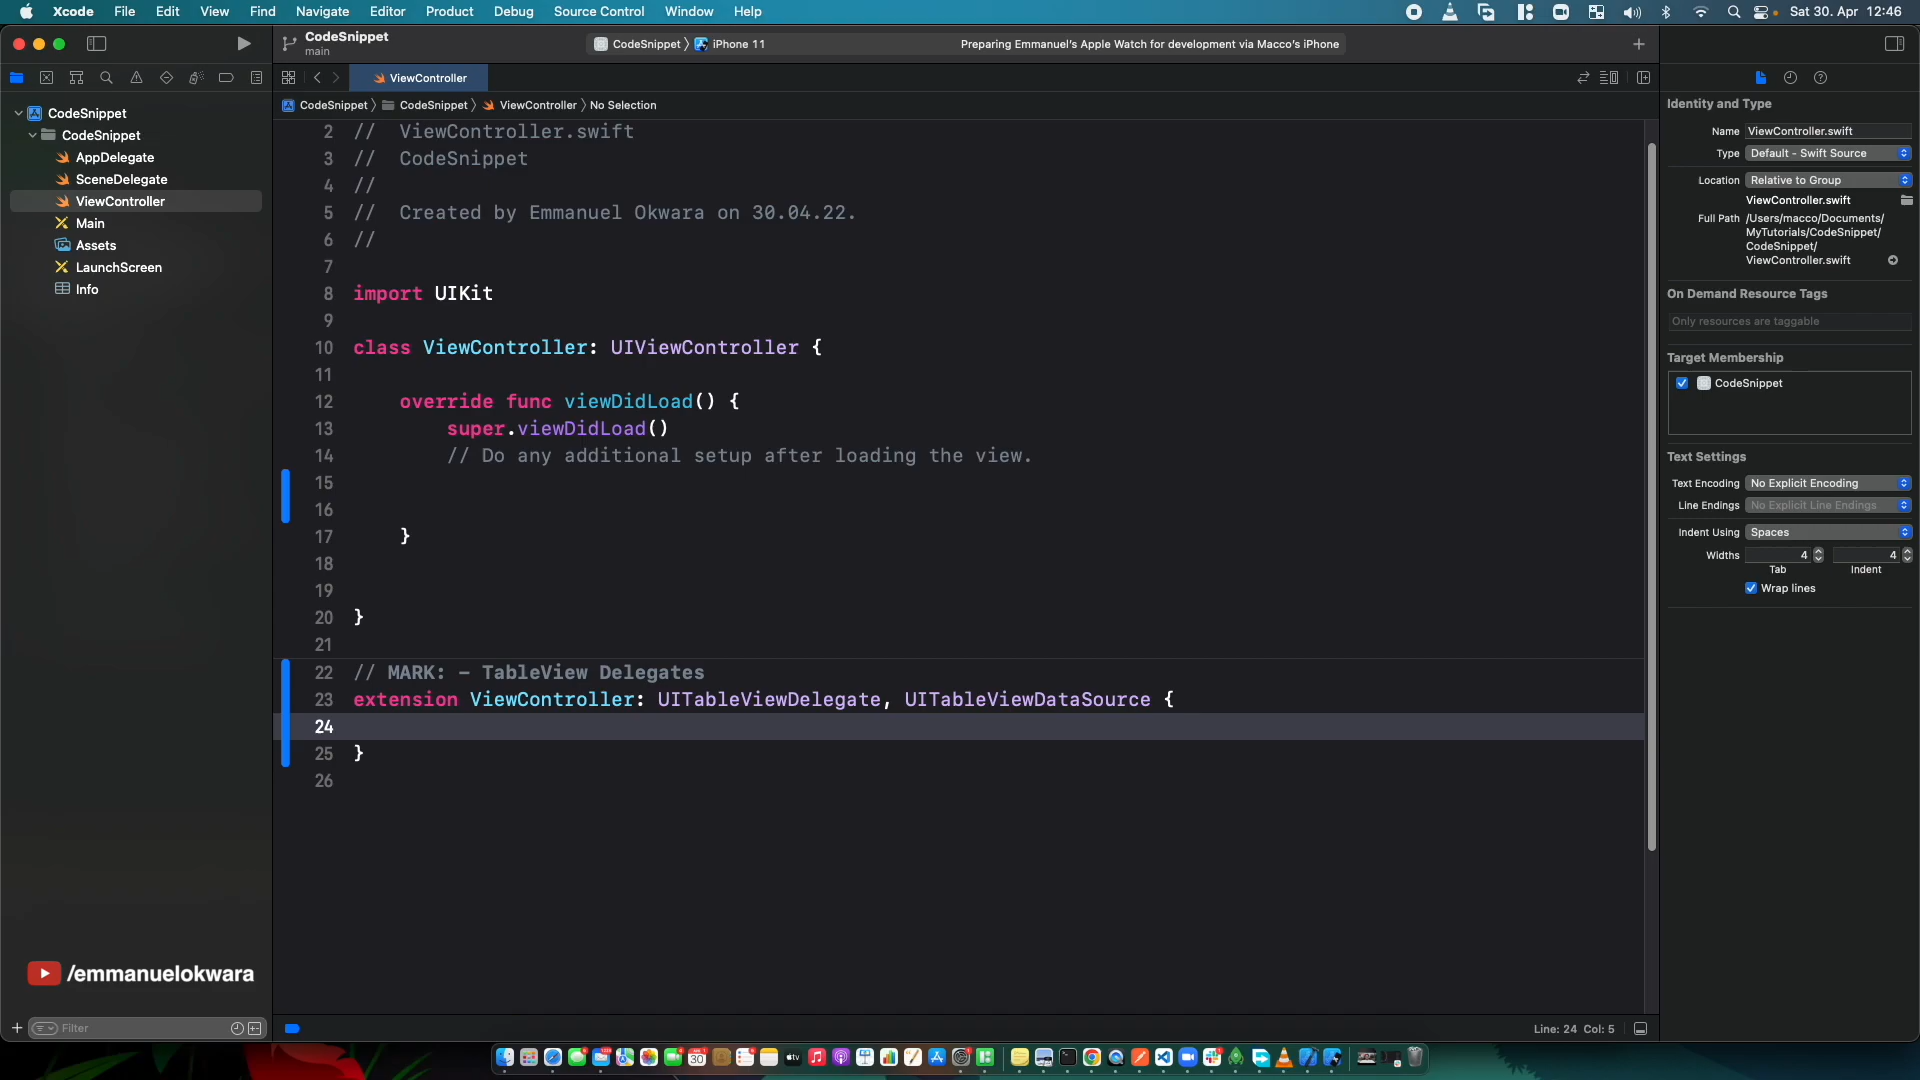 Xcode File Edit View Find Navigate Editor Product Debug Source Control Window Help Sat 30. Apr 12:46
CodeSnippet
main
CodeSnippet iPhone 11 Preparing Emmanuel's Apple Watch for development via Macco's iPhone
ViewController
CodeSnippet CodeSnippet ViewController No Selection
CodeSnippet
CodeSnippet
AppDelegate
SceneDelegate
ViewController
Main
Assets
LaunchScreen
Info
/emmanuelokwara
Filter
2 // ViewController.swift
3 // CodeSnippet
4 //
5 // Created by Emmanuel Okwara on 30.04.22.
6 //
7
8 import UIKit
9
10 class ViewController: UIViewController {
11
12 override func viewDidLoad() {
13 super.viewDidLoad()
14 // Do any additional setup after loading the view.
15
16
17 }
18
19
20 }
21
22 // MARK: - TableView Delegates
23 extension ViewController: UITableViewDelegate, UITableViewDataSource {
24
25 }
26
Line: 24 Col: 5
Identity and Type
Name ViewController.swift
Type Default - Swift Source
Location Relative to Group
ViewController.swift
Full Path /Users/macco/Documents/
MyTutorials/CodeSnippet/
CodeSnippet/
ViewController.swift
On Demand Resource Tags
Only resources are taggable
Target Membership
CodeSnippet
Text Settings
Text Encoding No Explicit Encoding
Line Endings No Explicit Line Endings
Indent Using Spaces
Widths 4 4
Tab Indent
Wrap lines